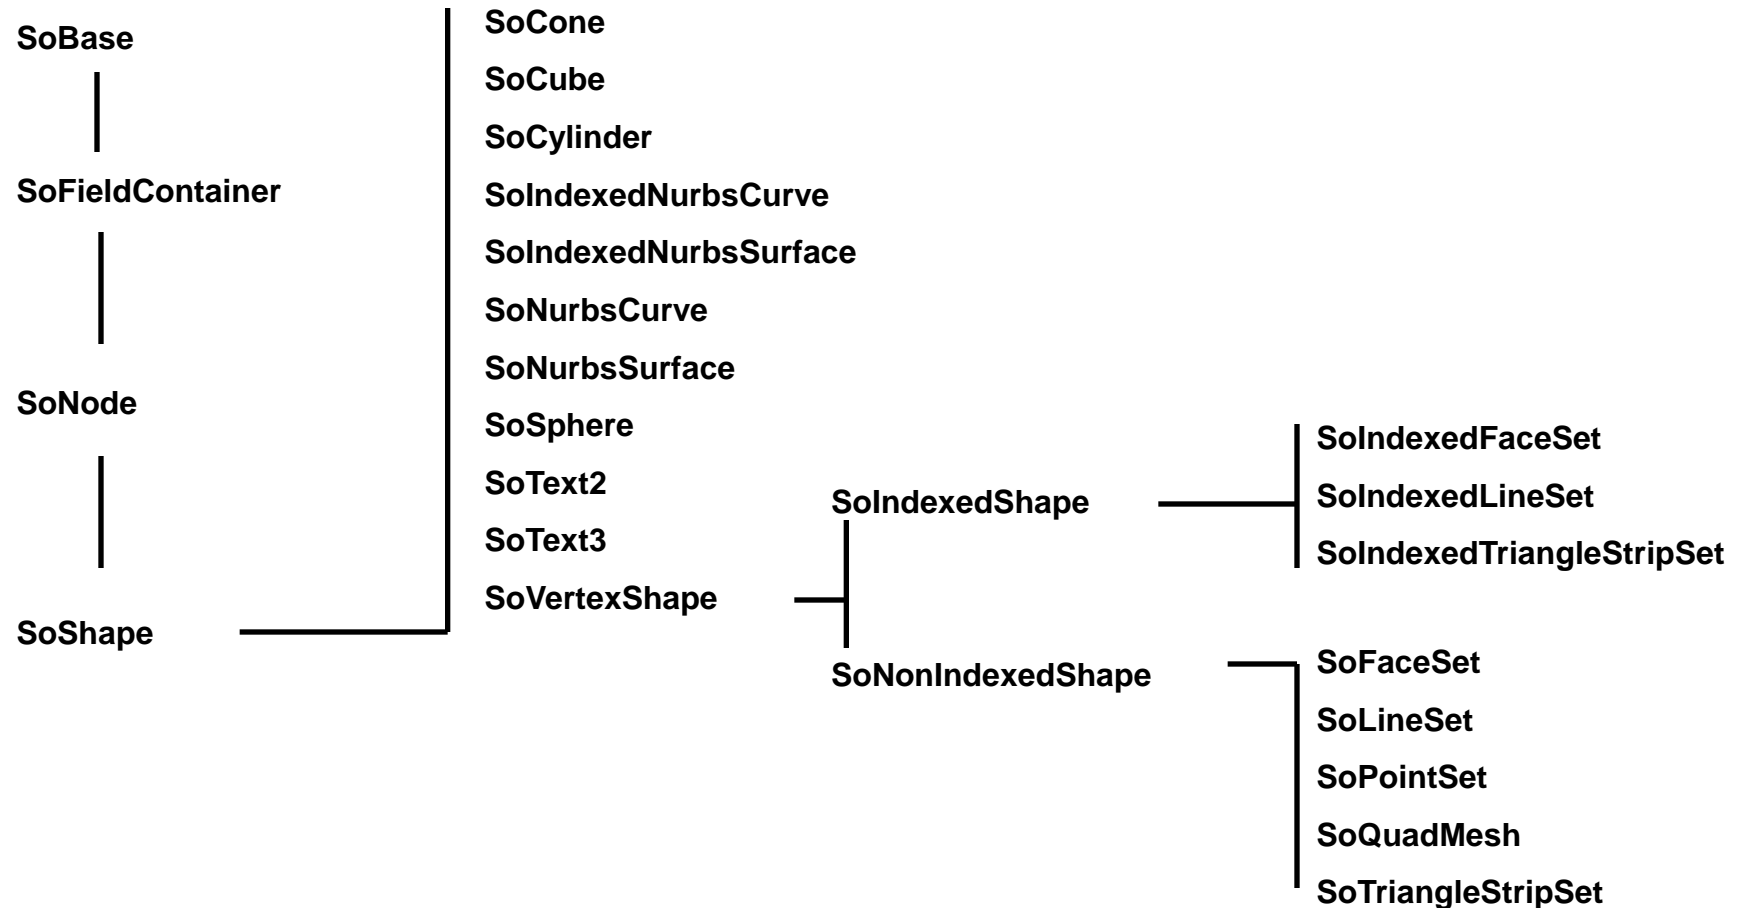 SoBase
SoFieldContainer
SoNode
SoShape
SoCone
SoCube
SoCylinder
SoIndexedNurbsCurve
SoIndexedNurbsSurface
SoNurbsCurve
SoNurbsSurface
SoSphere
SoText2
SoText3
SoVertexShape
SoIndexedShape
SoNonIndexedShape
SoIndexedFaceSet
SoIndexedLineSet
SoIndexedTriangleStripSet
SoFaceSet
SoLineSet
SoPointSet
SoQuadMesh
SoTriangleStripSet